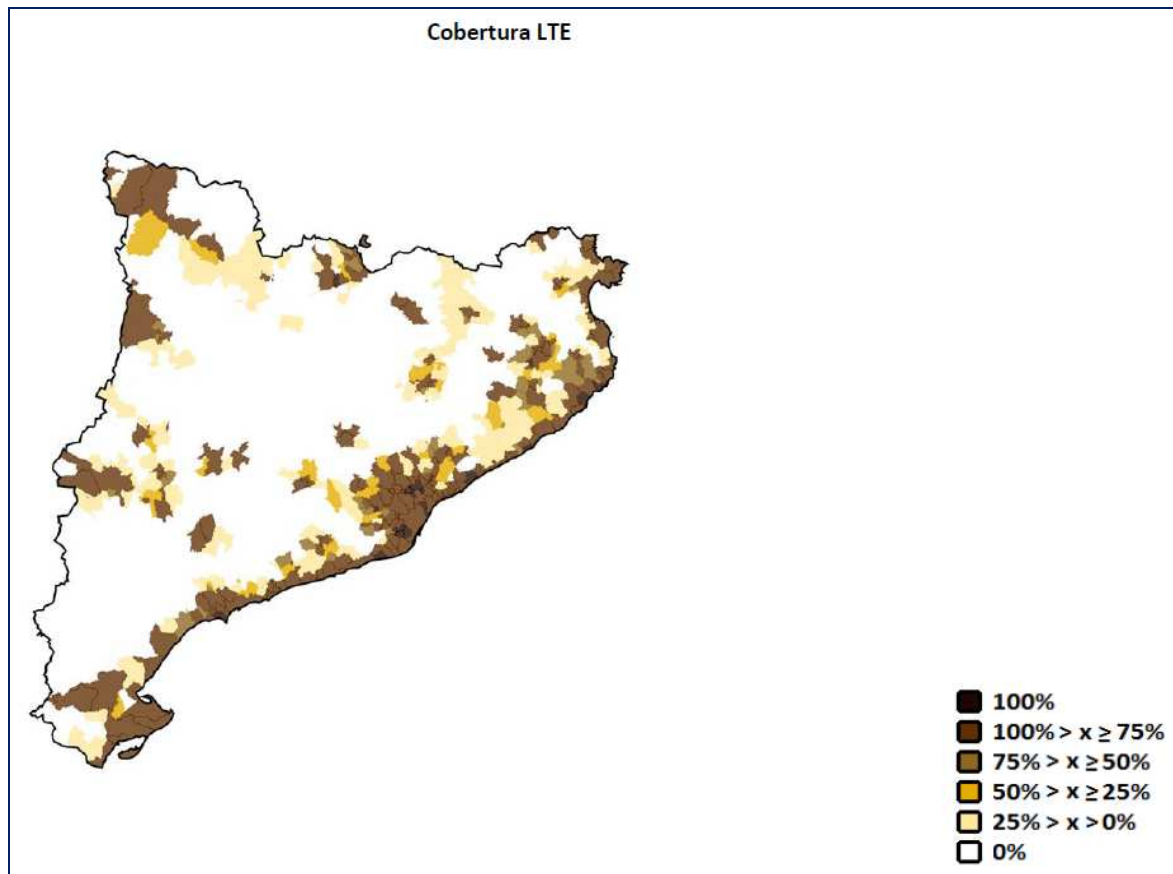 Cobertura LTE
100%
100% > x ≥ 75%
75% > x ≥ 50%
50% > x ≥ 25%
25% > x > 0%
0%